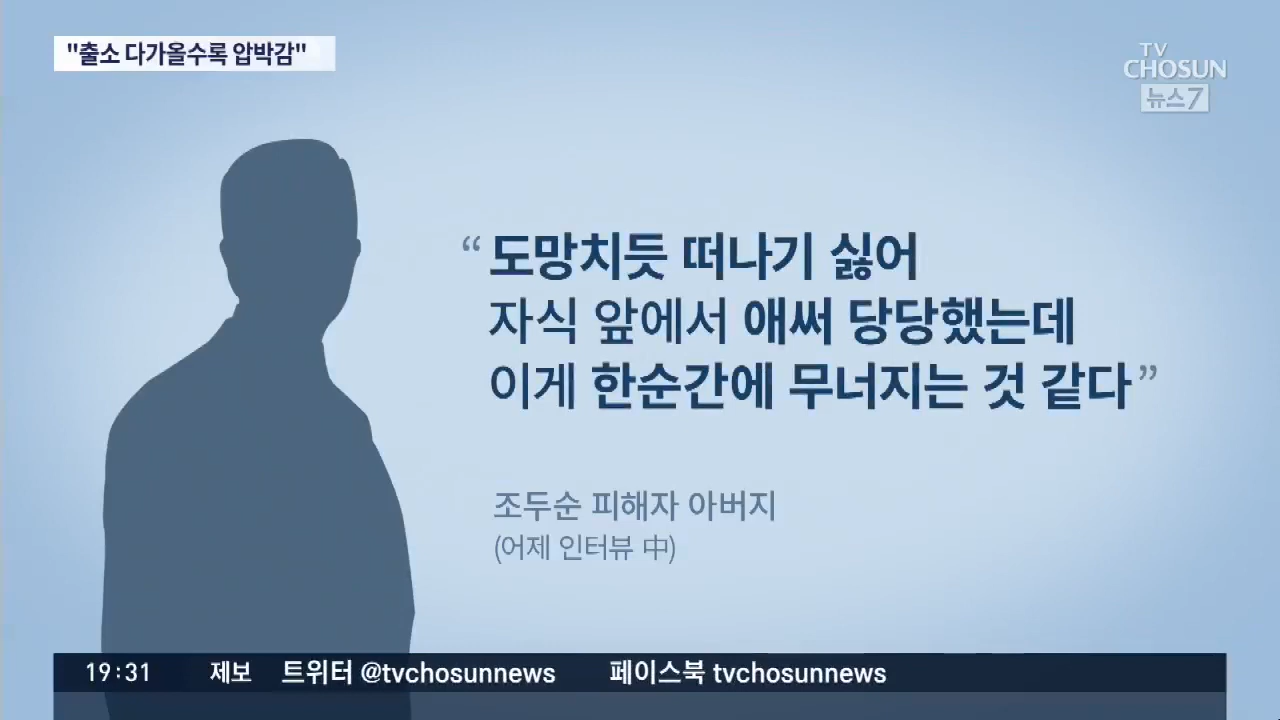 "출소 다가올수록 압박감"
TV
CHOSUN
뉴스7
“도망치듯 떠나기 싫어
자식 앞에서 애써 당당했는데
이게 한순간에 무너지는 것 같다”
조두순 피해자 아버지
(어제 인터뷰 中)
19:31 제보 트위터 @tvchosunnews 페이스북 tvchosunnews